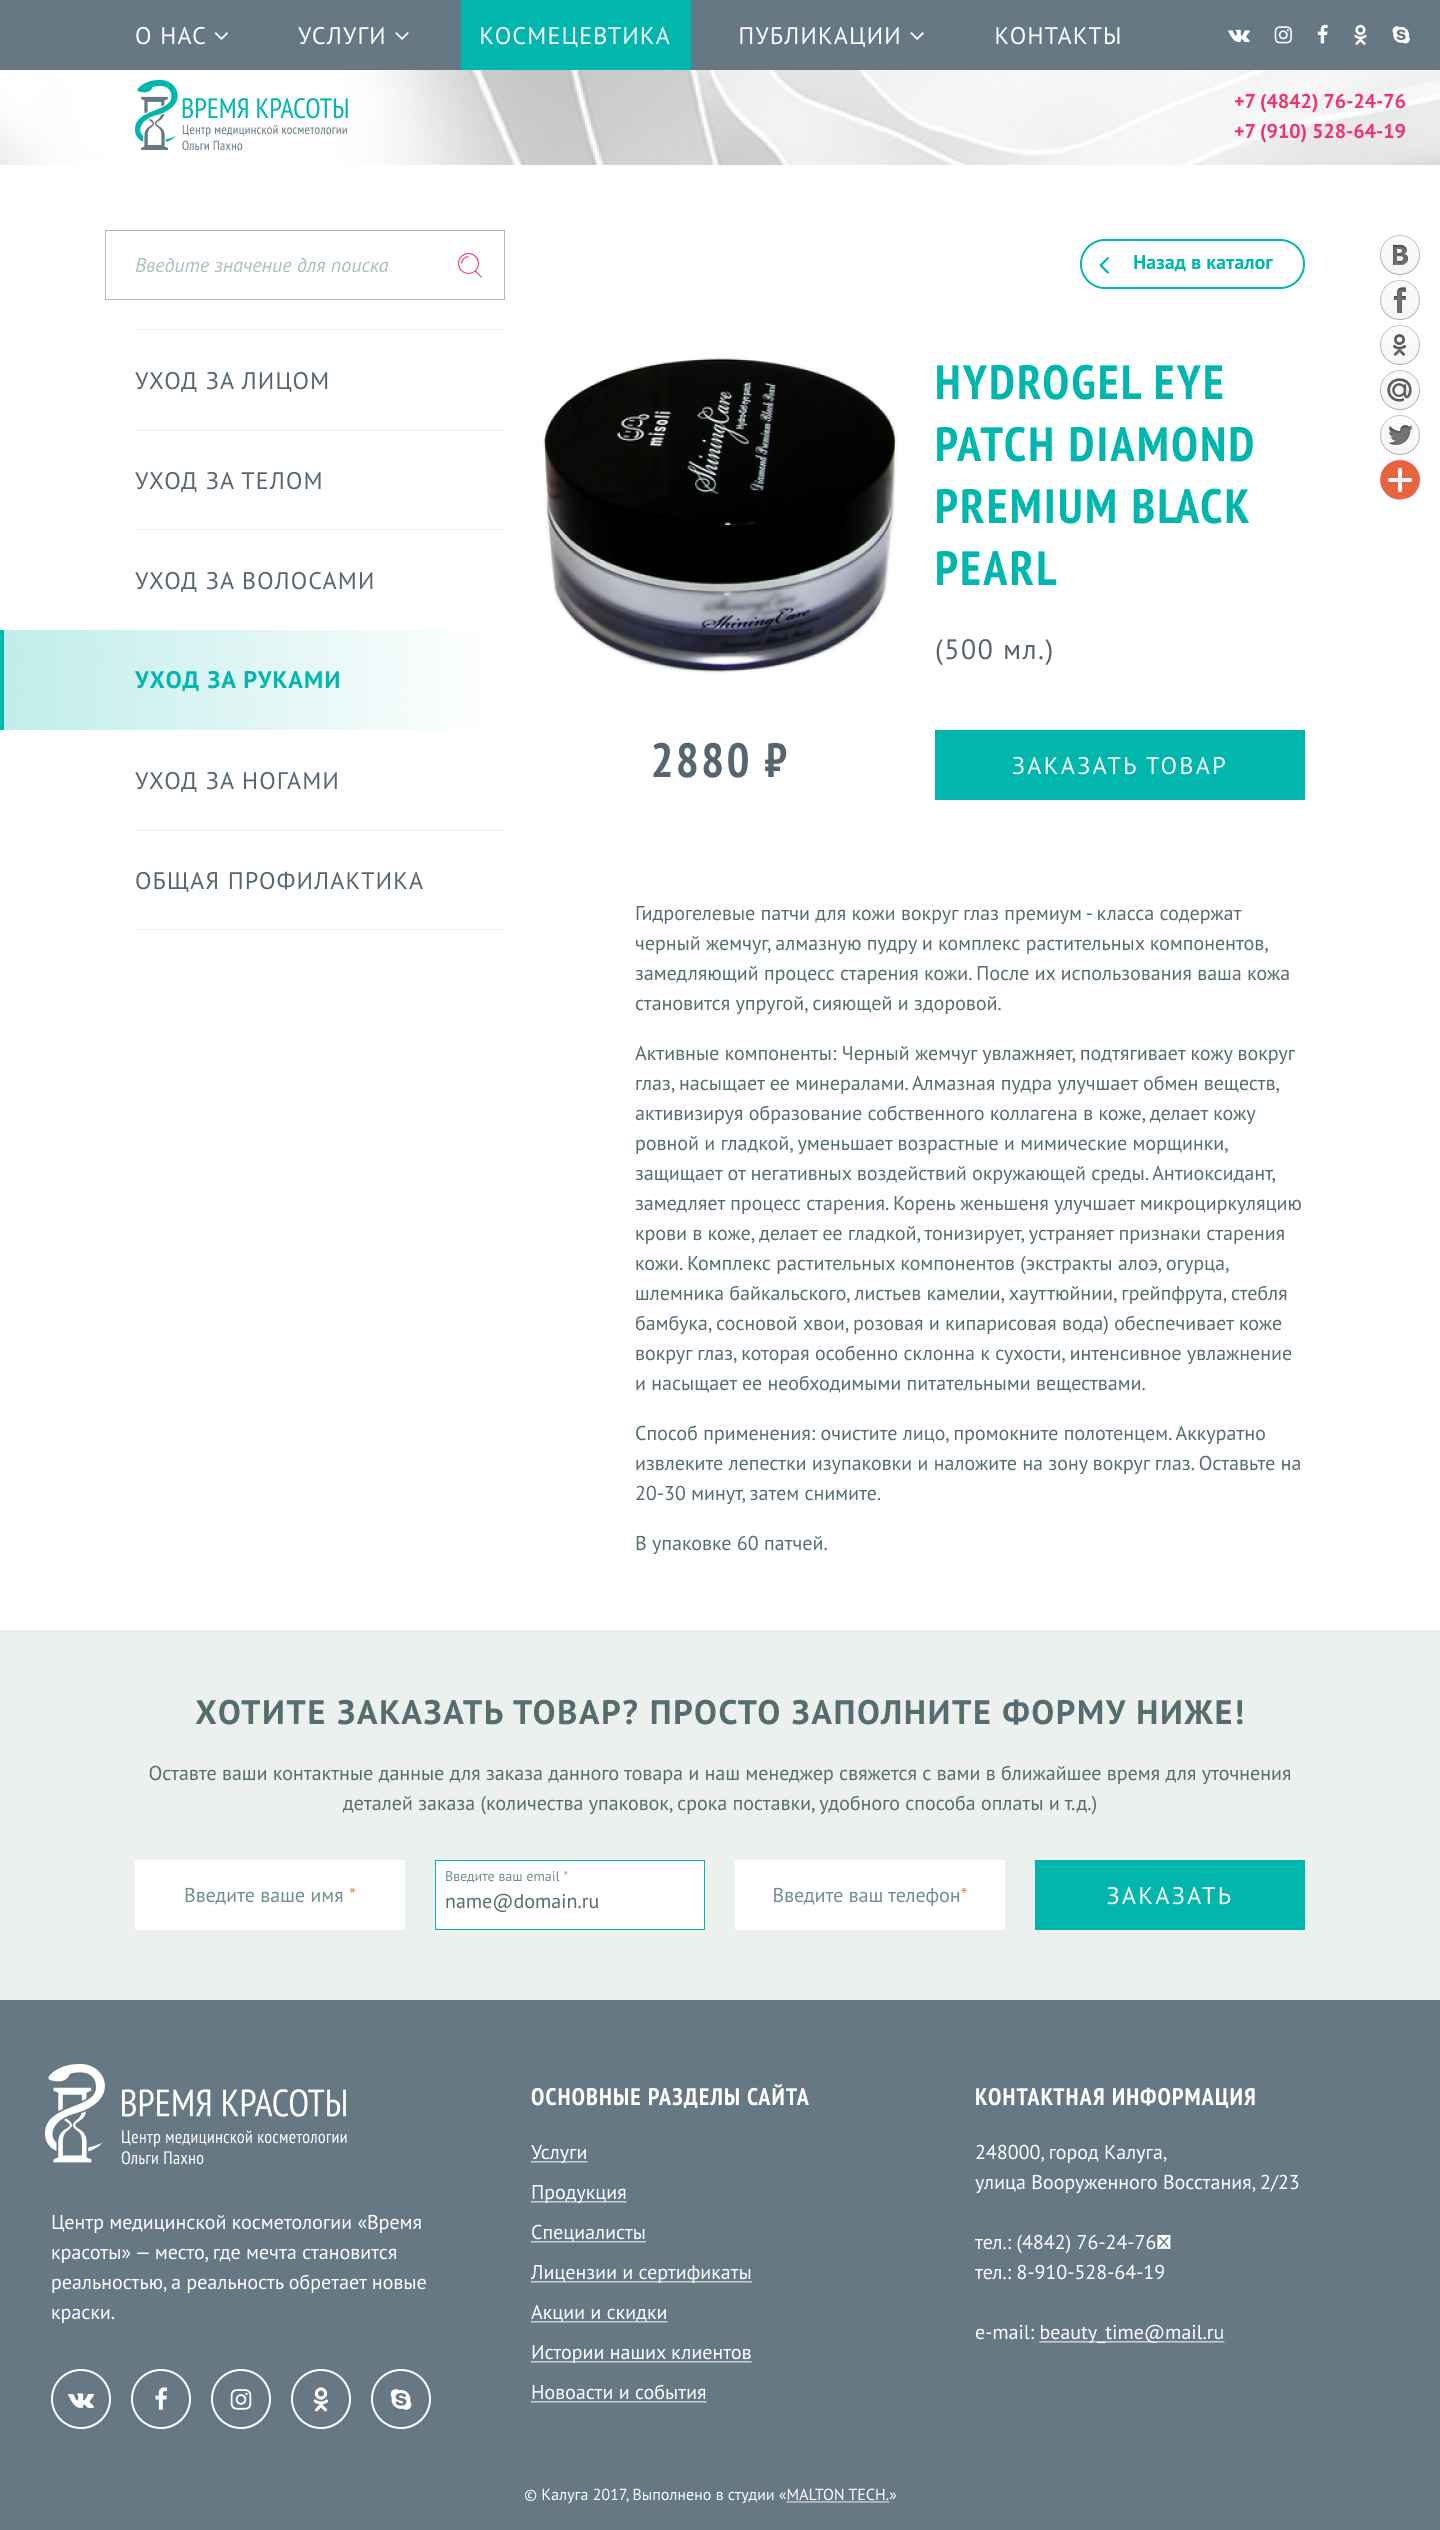 О НАС
УСЛУГИ
КОСМЕЦЕВТИКА
ПУБЛИКАЦИИ
КОНТАКТЫ
ВРЕМЯ КРАСОТЫ
Центр медицинской косметологии
Ольги Пахно
+7 (4842) 76-24-76
+7 (910) 528-64-19
Введите значение для поиска
Назад в каталог
УХОД ЗА ЛИЦОМ
УХОД ЗА ТЕЛОМ
УХОД ЗА ВОЛОСАМИ
УХОД ЗА РУКАМИ
УХОД ЗА НОГАМИ
ОБЩАЯ ПРОФИЛАКТИКА
misoli
ShiningCare
Hydro-Gel eye patch
Diamond Premium Black Pearl
ShiningCare
HYDROGEL EYE
PATCH DIAMOND
PREMIUM BLACK
PEARL
(500 мл.)
2880 ₽
ЗАКАЗАТЬ ТОВАР
Гидрогелевые патчи для кожи вокруг глаз премиум - класса содержат
черный жемчуг, алмазную пудру и комплекс растительных компонентов,
замедляющий процесс старения кожи. После их использования ваша кожа
становится упругой, сияющей и здоровой.
Активные компоненты: Черный жемчуг увлажняет, подтягивает кожу вокруг
глаз, насыщает ее минералами. Алмазная пудра улучшает обмен веществ,
активизируя образование собственного коллагена в коже, делает кожу
ровной и гладкой, уменьшает возрастные и мимические морщинки,
защищает от негативных воздействий окружающей среды. Антиоксидант,
замедляет процесс старения. Корень женьшеня улучшает микроциркуляцию
крови в коже, делает ее гладкой, тонизирует, устраняет признаки старения
кожи. Комплекс растительных компонентов (экстракты алоэ, огурца,
шлемника байкальского, листьев камелии, хауттюйнии, грейпфрута, стебля
бамбука, сосновой хвои, розовая и кипарисовая вода) обеспечивает коже
вокруг глаз, которая особенно склонна к сухости, интенсивное увлажнение
и насыщает ее необходимыми питательными веществами.
Способ применения: очистите лицо, промокните полотенцем. Аккуратно
извлеките лепестки изупаковки и наложите на зону вокруг глаз. Оставьте на
20-30 минут, затем снимите.
В упаковке 60 патчей.
ХОТИТЕ ЗАКАЗАТЬ ТОВАР? ПРОСТО ЗАПОЛНИТЕ ФОРМУ НИЖЕ!
Оставте ваши контактные данные для заказа данного товара и наш менеджер свяжется с вами в ближайшее время для уточнения
деталей заказа (количества упаковок, срока поставки, удобного способа оплаты и т.д.)
Введите ваше имя *
Введите ваш email *
name@domain.ru
Введите ваш телефон*
ЗАКАЗАТЬ
ВРЕМЯ КРАСОТЫ
Центр медицинской косметологии
Ольги Пахно
Центр медицинской косметологии «Время
красоты» — место, где мечта становится
реальностью, а реальность обретает новые
краски.
ОСНОВНЫЕ РАЗДЕЛЫ САЙТА
Услуги
Продукция
Специалисты
Лицензии и сертификаты
Акции и скидки
Истории наших клиентов
Новоасти и события
КОНТАКТНАЯ ИНФОРМАЦИЯ
248000, город Калуга,
улица Вооруженного Восстания, 2/23
тел.: (4842) 76-24-76
тел.: 8-910-528-64-19
e-mail: beauty_time@mail.ru
© Калуга 2017, Выполнено в студии «MALTON TECH.»